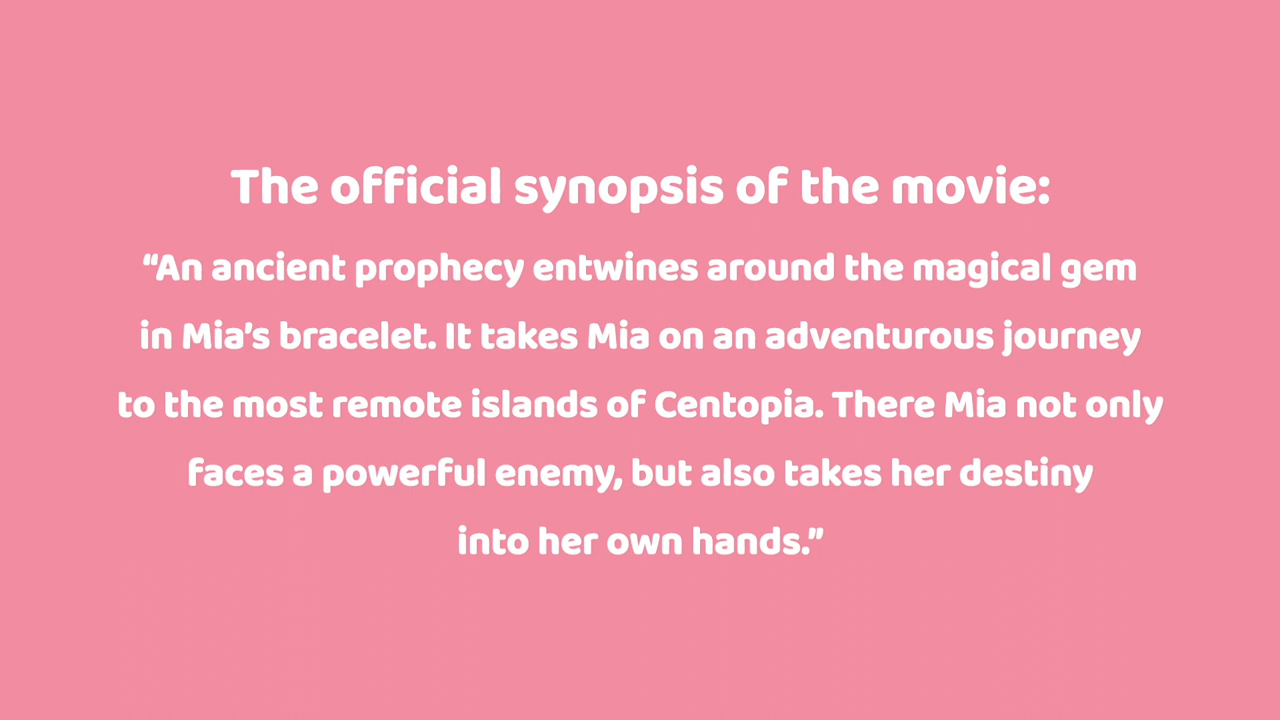 The official synopsis of the movie:
“An ancient prophecy entwines around the magical gem
in Mia’s bracelet. It takes Mia on an adventurous journey
to the most remote islands of Centopia. There Mia not only
faces a powerful enemy, but also takes her destiny
into her own hands.”